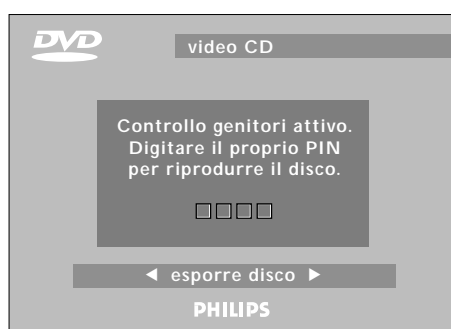 DVD
video CD
Controllo genitori attivo.
Digitare il proprio PIN
per riprodurre il disco.
◀ esporre disco ▶
PHILIPS